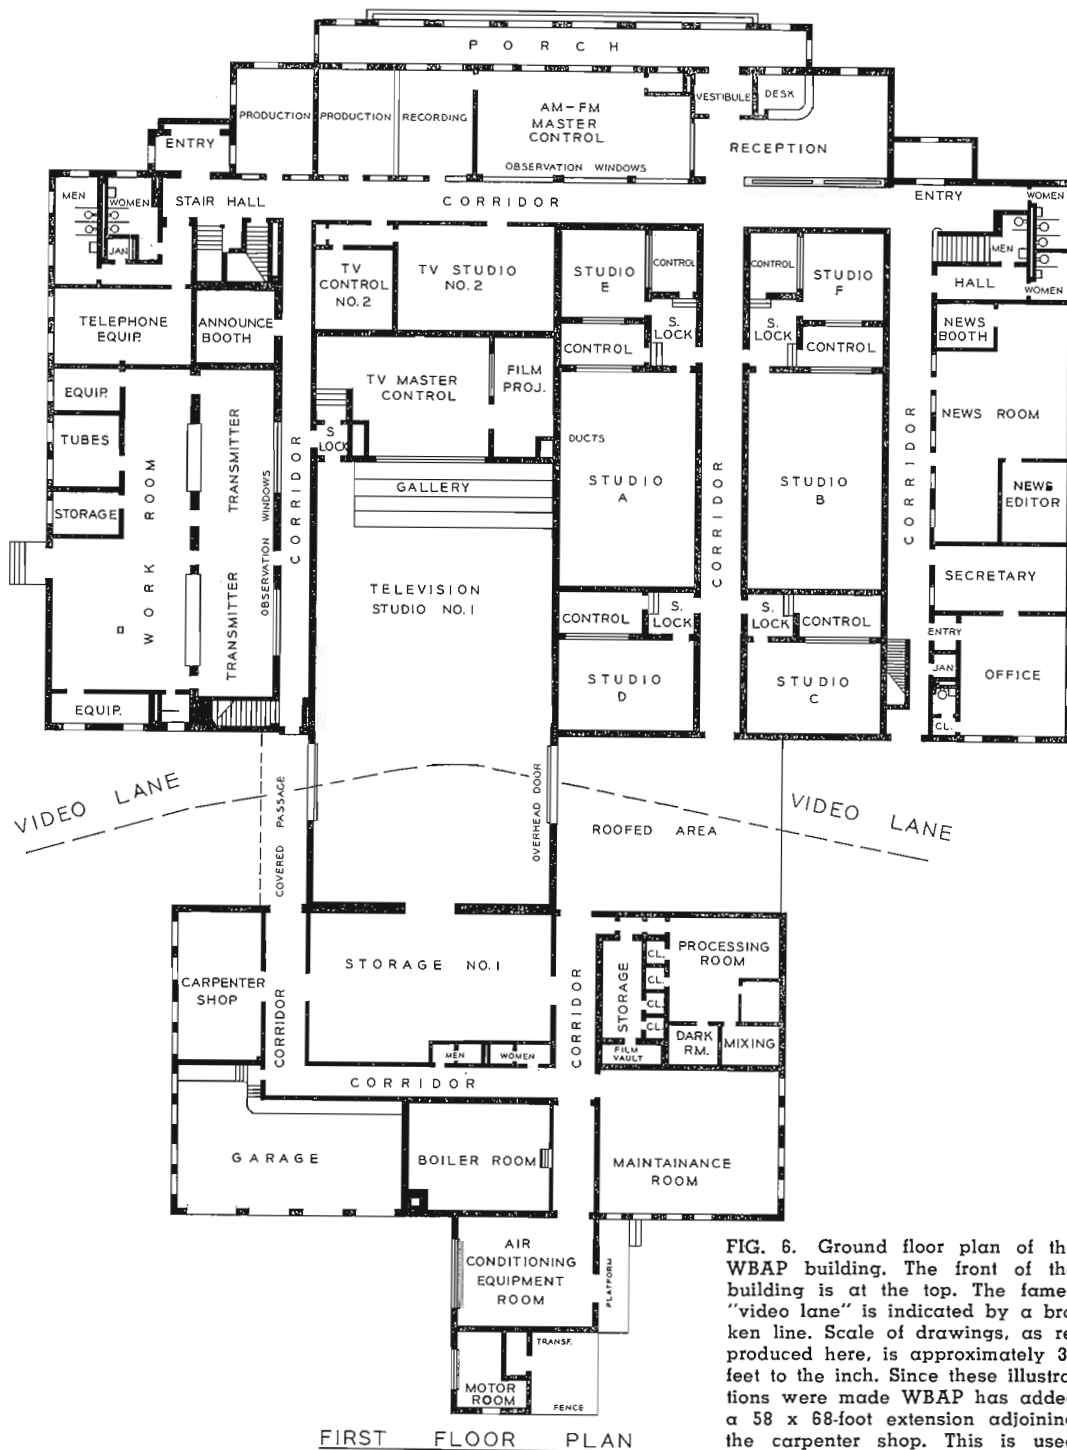 PORCH
PRODUCTION
PRODUCTION
RECORDING
AM-FM
MASTER
CONTROL
OBSERVATION WINDOWS
VESTIBULE
DESK
RECEPTION
ENTRY
MEN
WOMEN
JAN
STAIR HALL
CORRIDOR
ENTRY
WOMEN
MEN
HALL
WOMEN
TV
CONTROL
NO. 2
TV STUDIO
NO. 2
STUDIO
E
CONTROL
CONTROL
STUDIO
F
S.
LOCK
S.
LOCK
CONTROL
CONTROL
TELEPHONE
EQUIP.
ANNOUNCE
BOOTH
NEWS
BOOTH
TV MASTER
CONTROL
FILM
PROJ.
S.
LOCK
EQUIP.
TUBES
STORAGE
WORK ROOM
TRANSMITTER
TRANSMITTER
OBSERVATION WINDOWS
CORRIDOR
GALLERY
DUCTS
STUDIO
A
CORRIDOR
STUDIO
B
CORRIDOR
NEWS ROOM
NEWS
EDITOR
TELEVISION
STUDIO NO. 1
CONTROL
S.
LOCK
S.
LOCK
CONTROL
SECRETARY
ENTRY
JAN
CL.
OFFICE
STUDIO
D
STUDIO
C
EQUIP.
VIDEO LANE
COVERED PASSAGE
OVERHEAD DOOR
ROOFED AREA
VIDEO LANE
CARPENTER
SHOP
CORRIDOR
STORAGE NO. 1
MEN
WOMEN
CORRIDOR
STORAGE
CL.
CL.
CL.
CL.
FILM
VAULT
PROCESSING
ROOM
DARK
RM.
MIXING
CORRIDOR
GARAGE
BOILER ROOM
MAINTAINANCE
ROOM
AIR
CONDITIONING
EQUIPMENT
ROOM
PLATFORM
TRANSF.
MOTOR
ROOM
FENCE
FIRST FLOOR PLAN
FIG. 6. Ground floor plan of th
WBAP building. The front of th
building is at the top. The fame
"video lane" is indicated by a bro
ken line. Scale of drawings, as re
produced here, is approximately 3
feet to the inch. Since these illustra
tions were made WBAP has adde
a 58 x 68-foot extension adjoining
the carpenter shop. This is use